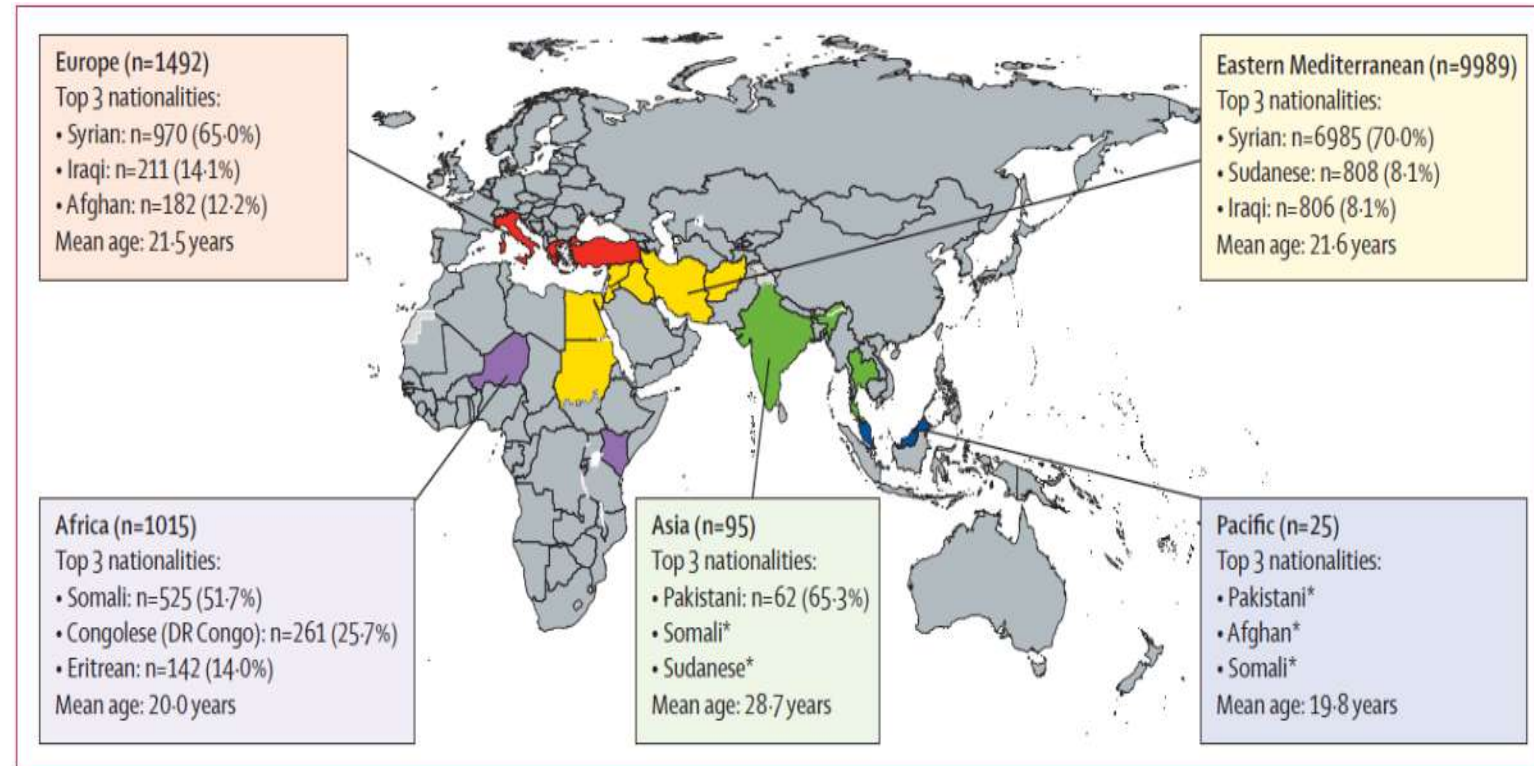 Europe (n=1492)
Top 3 nationalities:
• Syrian: n=970 (65·0%)
• Iraqi: n=211 (14·1%)
• Afghan: n=182 (12·2%)
Mean age: 21·5 years
Eastern Mediterranean (n=9989)
Top 3 nationalities:
• Syrian: n=6985 (70·0%)
• Sudanese: n=808 (8·1%)
• Iraqi: n=806 (8·1%)
Mean age: 21·6 years
Africa (n=1015)
Top 3 nationalities:
• Somali: n=525 (51·7%)
• Congolese (DR Congo): n=261 (25·7%)
• Eritrean: n=142 (14·0%)
Mean age: 20·0 years
Asia (n=95)
Top 3 nationalities:
• Pakistani: n=62 (65·3%)
• Somali*
• Sudanese*
Mean age: 28·7 years
Pacific (n=25)
Top 3 nationalities:
• Pakistani*
• Afghan*
• Somali*
Mean age: 19·8 years